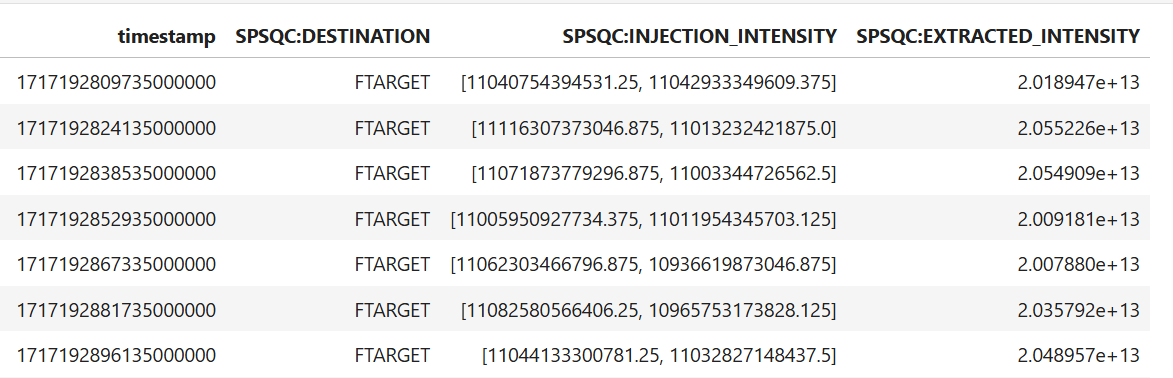 timestamp SPSQC:DESTINATION SPSQC:INJECTION_INTENSITY SPSQC:EXTRACTED_INTENSITY
1717192809735000000 FTARGET [11040754394531.25, 11042933349609.375] 2.018947e+13
1717192824135000000 FTARGET [11116307373046.875, 11013232421875.0] 2.055226e+13
1717192838535000000 FTARGET [11071873779296.875, 11003344726562.5] 2.054909e+13
1717192852935000000 FTARGET [11005950927734.375, 11011954345703.125] 2.009181e+13
1717192867335000000 FTARGET [11062303466796.875, 10936619873046.875] 2.007880e+13
1717192881735000000 FTARGET [11082580566406.25, 10965753173828.125] 2.035792e+13
1717192896135000000 FTARGET [11044133300781.25, 11032827148437.5] 2.048957e+13